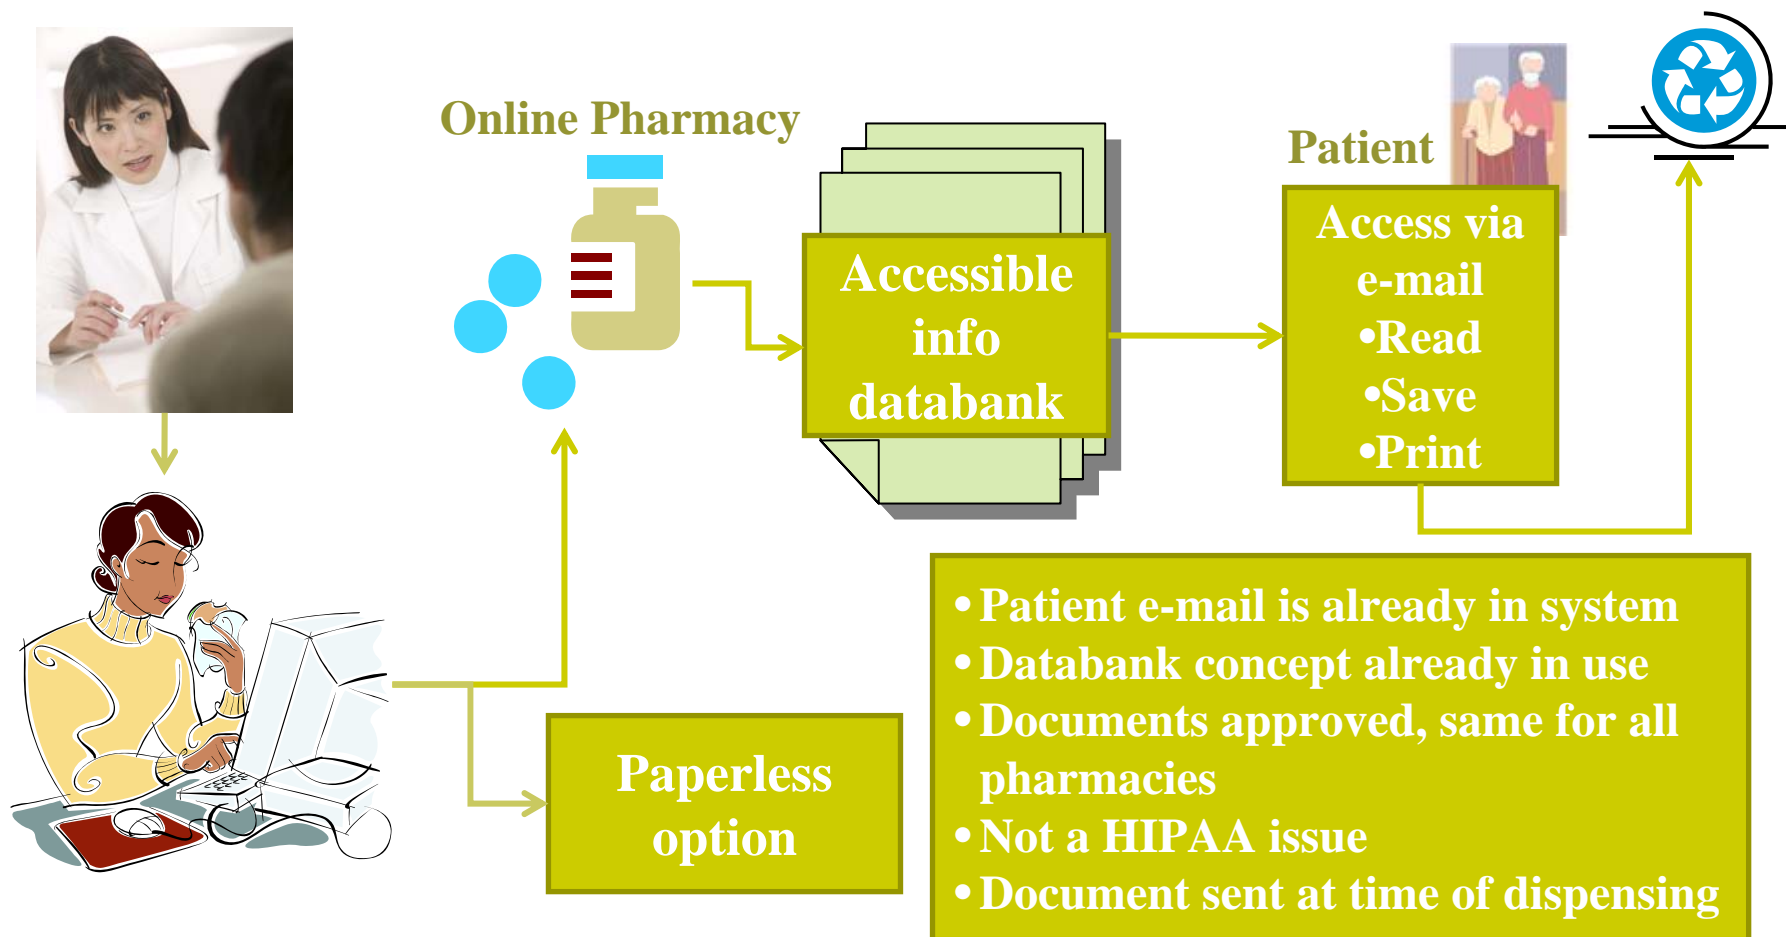 Online Pharmacy
Accessible
info
databank
Patient
Access via
e-mail
•Read
•Save
•Print
Paperless
option
• Patient e-mail is already in system
• Databank concept already in use
• Documents approved, same for all
pharmacies
• Not a HIPAA issue
• Document sent at time of dispensing